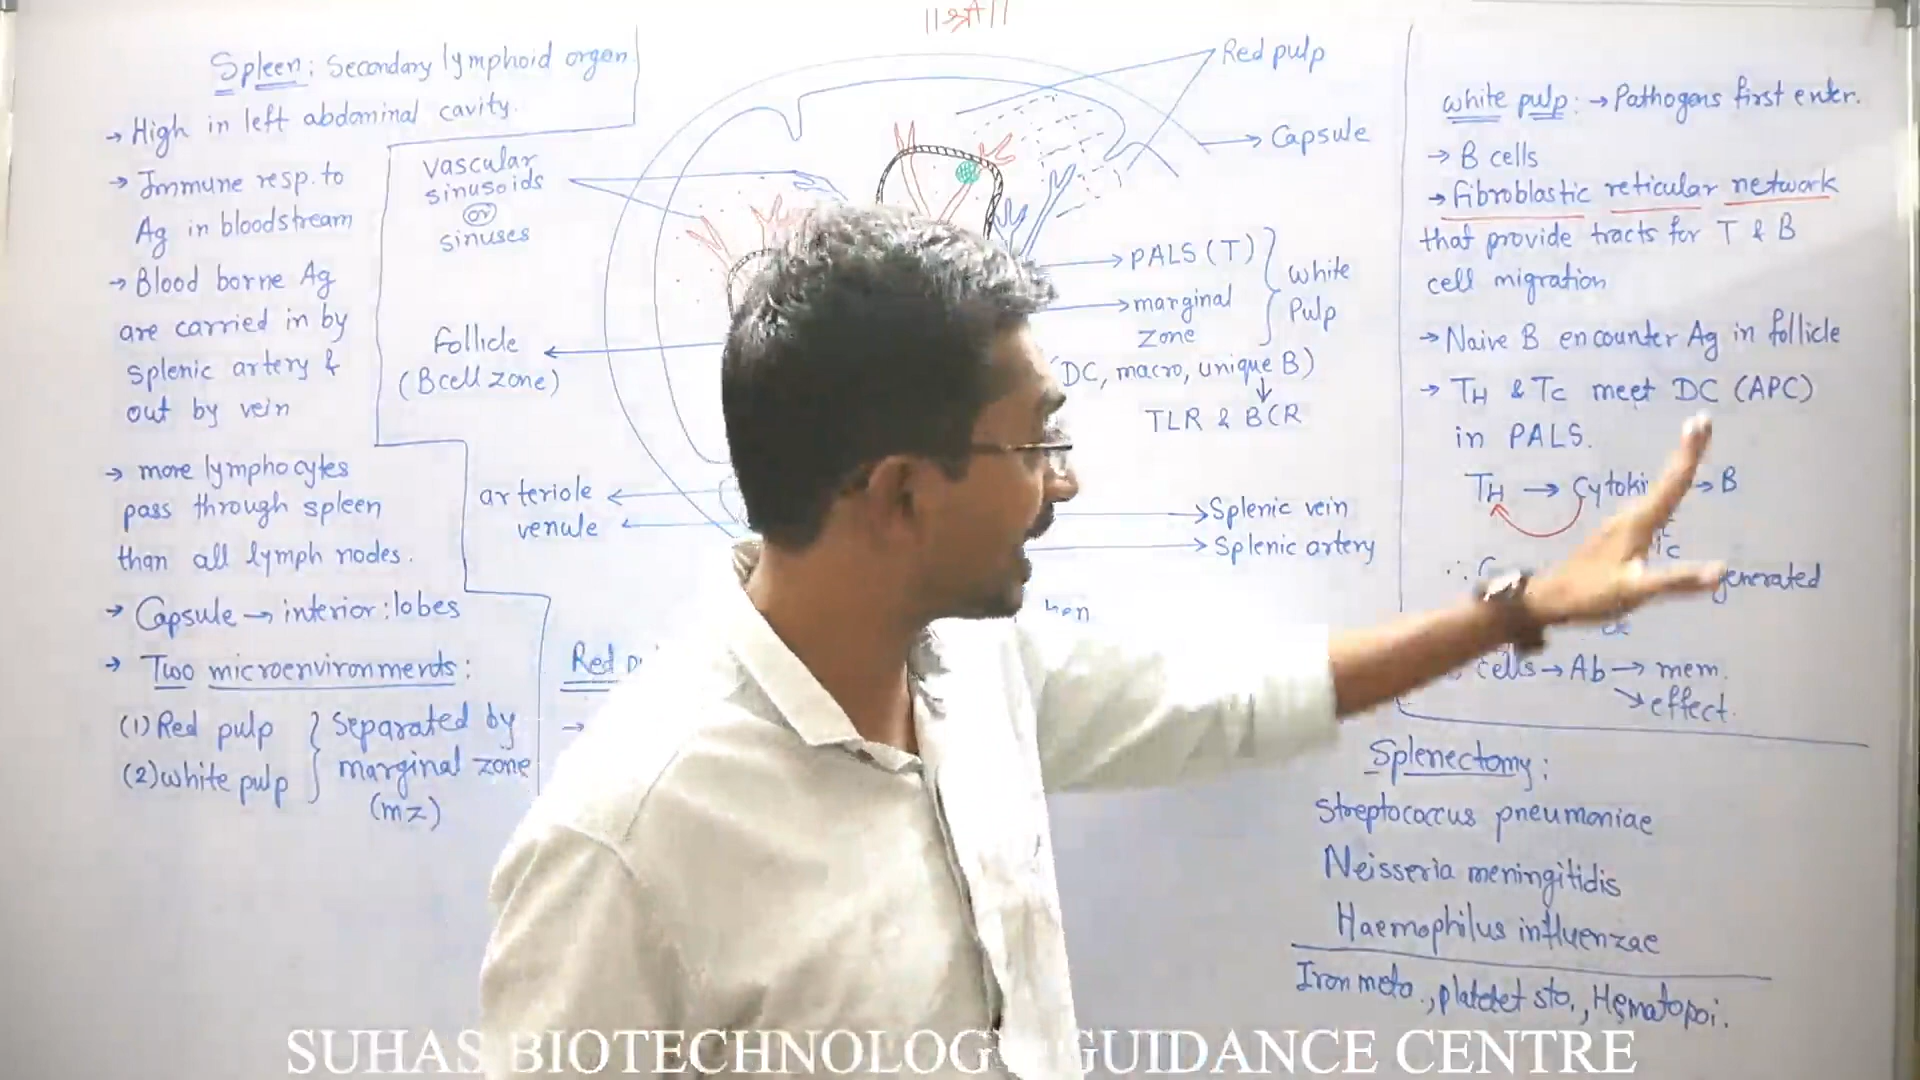 ॥श्री॥
Spleen: Secondary lymphoid organ
→ High in left abdominal cavity.
→ Immune resp. to
Ag in bloodstream
→ Blood borne Ag
are carried in by
splenic artery &
out by vein
→ more lymphocytes
pass through spleen
than all lymph nodes.
→ Capsule → interior: lobes
→ Two microenvironments:
(1) Red pulp
(2) white pulp
Separated by
marginal zone
(mz)
vascular
sinusoids
or
sinuses
Follicle
(B cell zone)
arteriole
venule
Red pulp
Capsule
PALS (T)
marginal
zone
white
Pulp
(DC, macro, unique B)
TLR & BCR
Splenic vein
Splenic artery
Red
→
white pulp: → Pathogens first enter.
→ B cells
→ Fibroblastic reticular network
that provide tracts for T & B
cell migration
→ Naive B encounter Ag in follicle
→ TH & Tc meet DC (APC)
in PALS.
TH → Cytoki → B
generated
cells → Ab → mem.
effect.
Splenectomy:
Streptococcus pneumoniae
Neisseria meningitidis
Haemophilus influenzae
Iron meta., platelet sto., Hematopoi.
SUHAS BIOTECHNOLOGY GUIDANCE CENTRE